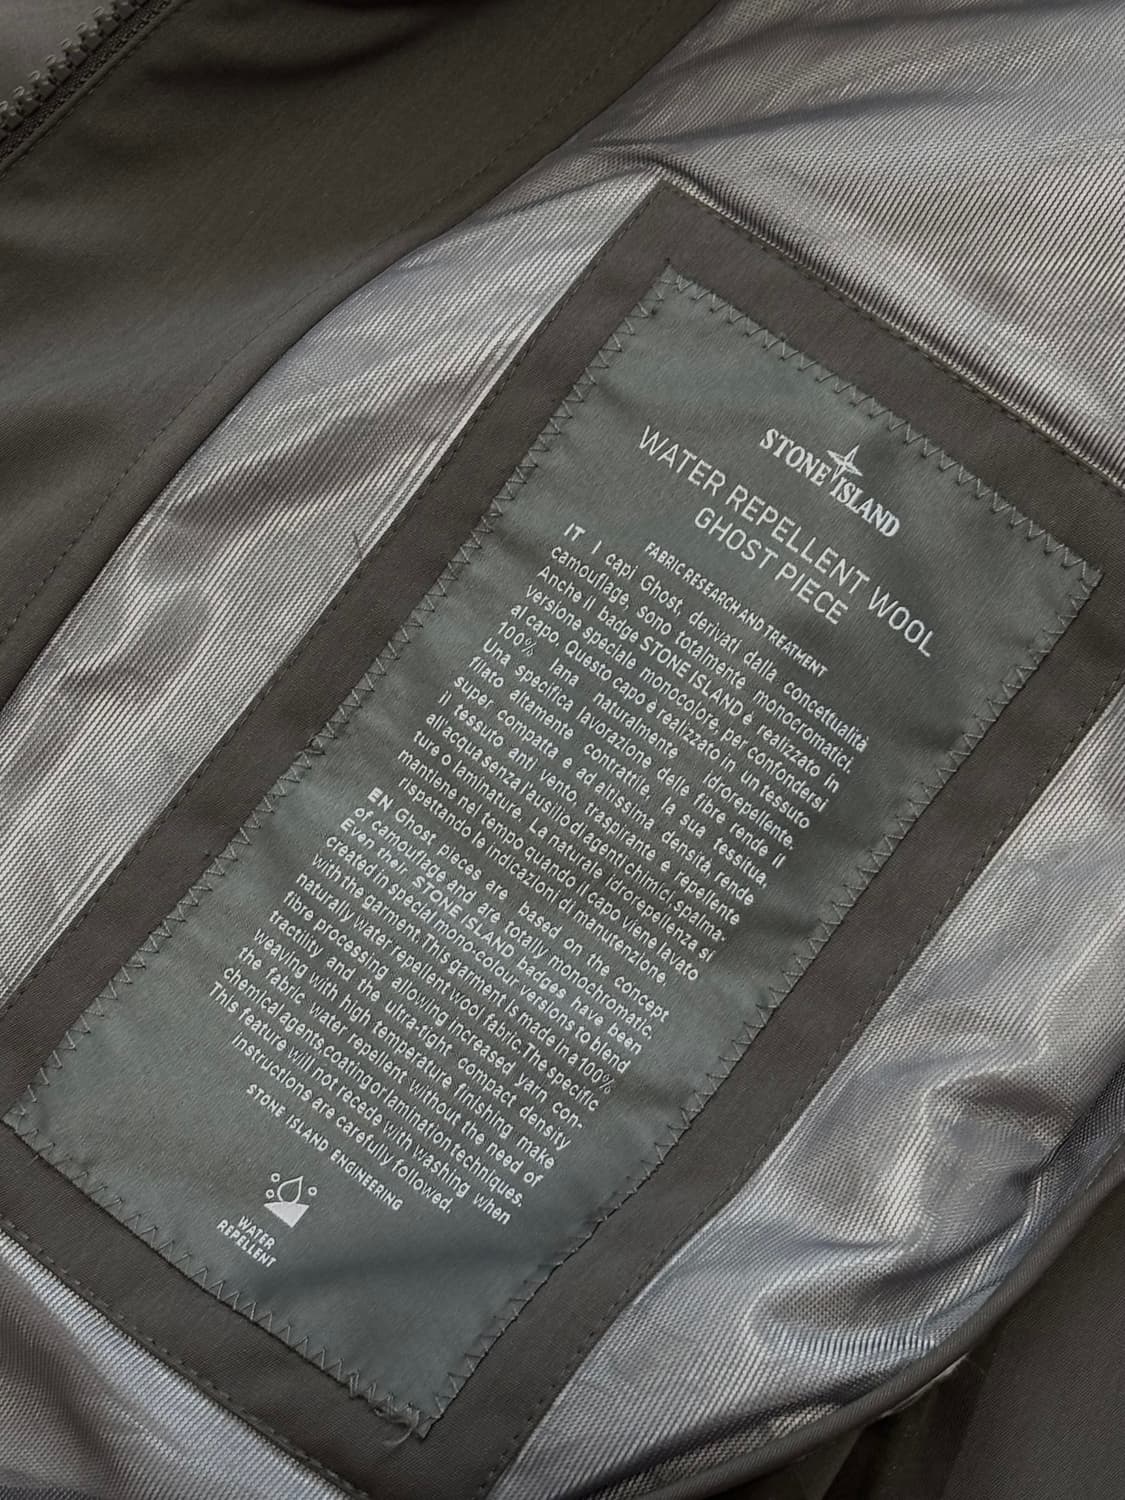 STONE ISLAND
WATER REPELLENT WOOL
GHOST PIECE
FABRIC RESEARCH AND TREATMENT
IT I capi Ghost, derivati dalla concettualità
camouflage, sono totalmente monocromatici.
Anche il badge STONE ISLAND è realizzato in
versione speciale monocolore, per confondersi
al capo. Questo capo è realizzato in un tessuto
100% lana naturalmente idrorepellente.
Una specifica lavorazione delle fibre rende il
filato altamente contrattile, la sua tessitua,
super compatta e ad altissima densità, rende
il tessuto anti vento, traspirante e repellente
all'acqua senza l'ausilio di agenti chimici spalma-
ture o laminature. La naturale idrorepellenza si
mantiene nel tempo quando il capo viene lavato
rispettando le indicazioni di manutenzione.
EN Ghost pieces are based on the concept
of camouflage and are totally monochromatic.
Even their STONE ISLAND badges have been
created in special monocolour versions to blend
with the garment. This garment is made in a 100%
naturally water repellent wool fabric. The specific
fibre processing allowing increased yarn con-
tractility and the ultra-tight compact density
weaving with high temperature finishing make
the fabric water repellent without the need of
chemical agents, coating or lamination techniques.
This feature will not recede with washing when
instructions are carefully followed.
STONE ISLAND ENGINEERING
WATER
REPELLENT